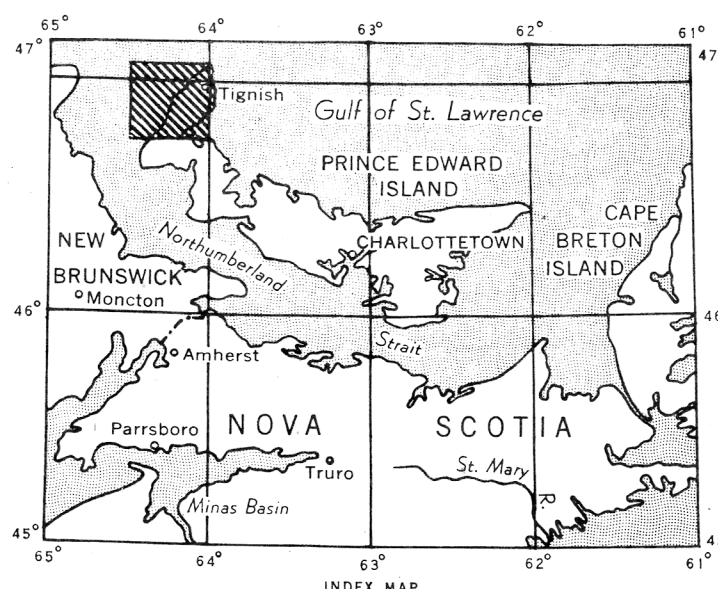 65° 64° 63° 62° 61°
47° 47
Tignish
Gulf of St. Lawrence
PRINCE EDWARD
ISLAND
CAPE
BRETON
ISLAND
NEW
BRUNSWICK
Northumberland
CHARLOTTETOWN
Moncton
46° 46
Strait
Amherst
NOVA SCOTIA
Parrsboro
Truro
St. Mary
R.
Minas Basin
45°
65° 64° 63° 62° 61°
INDEX MAP